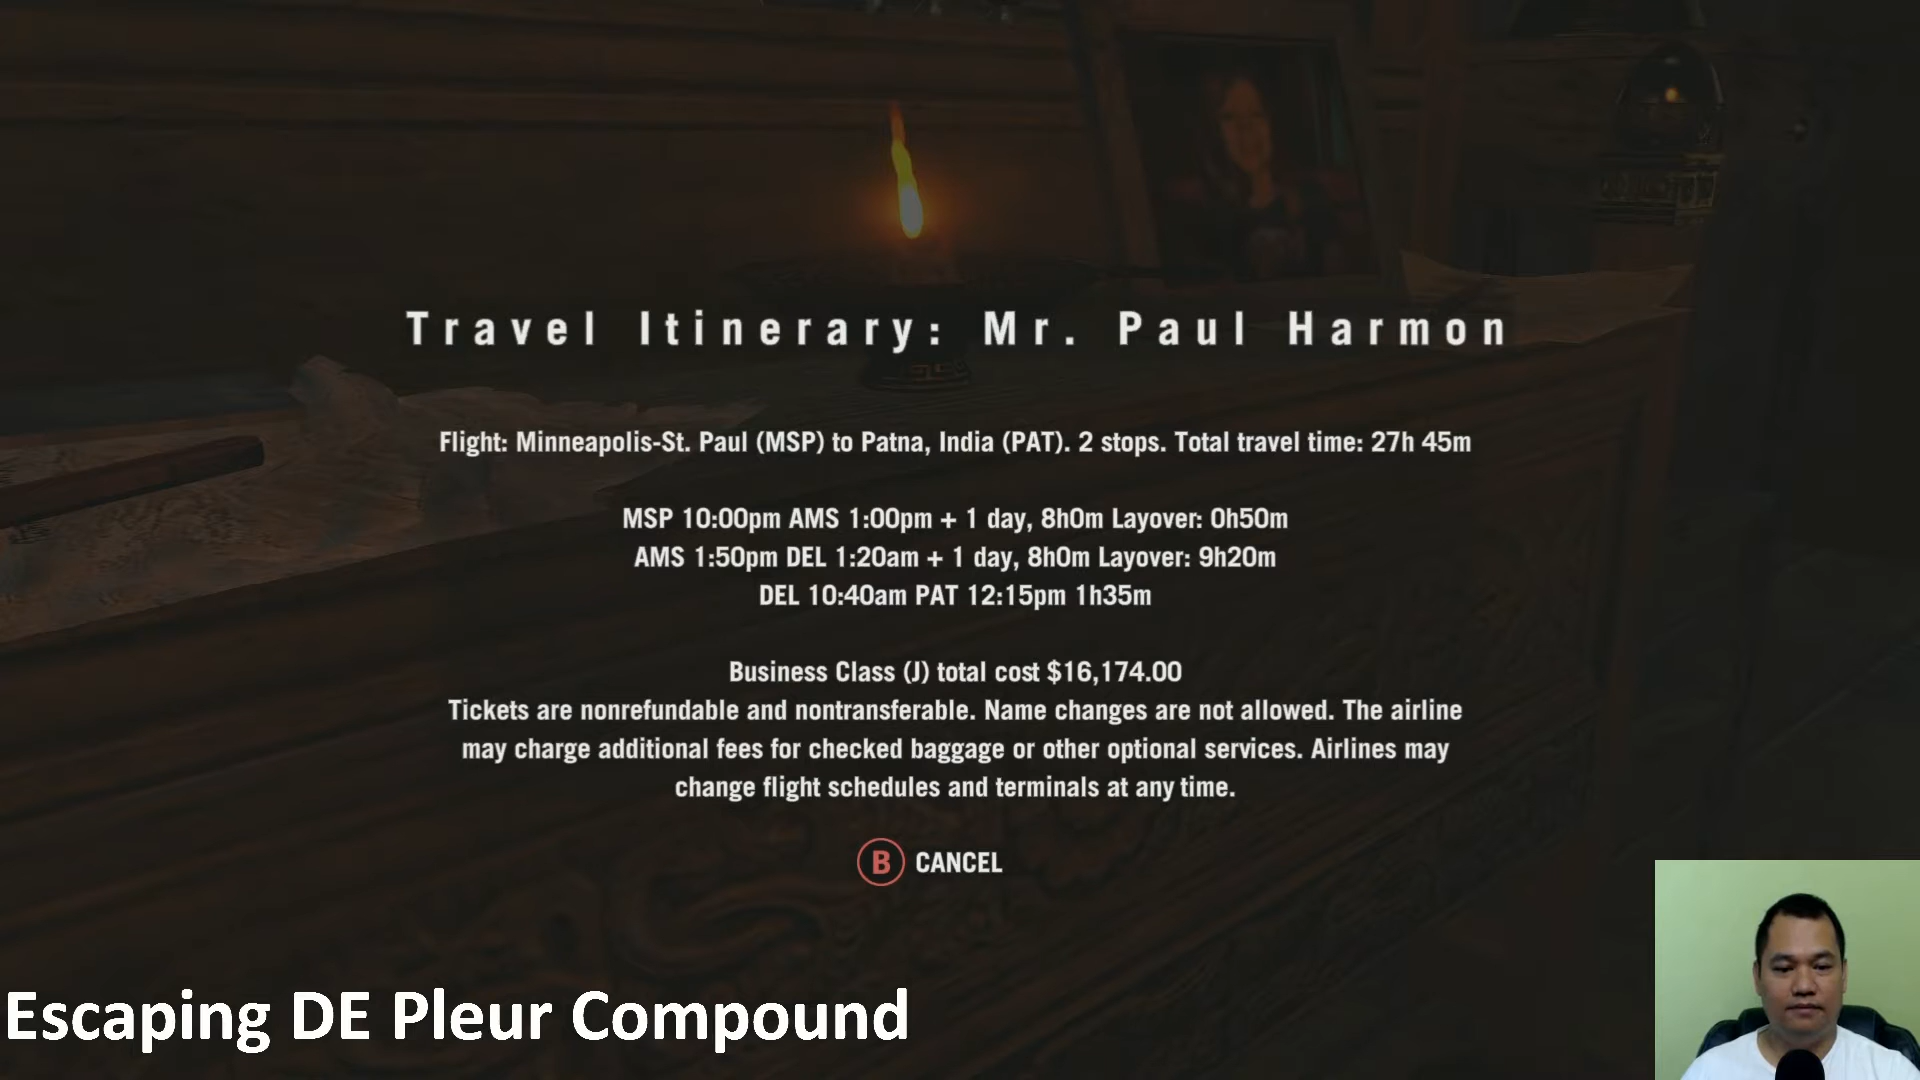 Travel Itinerary: Mr. Paul Harmon
Flight: Minneapolis-St. Paul (MSP) to Patna, India (PAT). 2 stops. Total travel time: 27h 45m
MSP 10:00pm AMS 1:00pm + 1 day, 8h0m Layover: 0h50m
AMS 1:50pm DEL 1:20am + 1 day, 8h0m Layover: 9h20m
DEL 10:40am PAT 12:15pm 1h35m
Business Class (J) total cost $16,174.00
Tickets are nonrefundable and nontransferable. Name changes are not allowed. The airline
may charge additional fees for checked baggage or other optional services. Airlines may
change flight schedules and terminals at any time.
B CANCEL
Escaping DE Pleur Compound